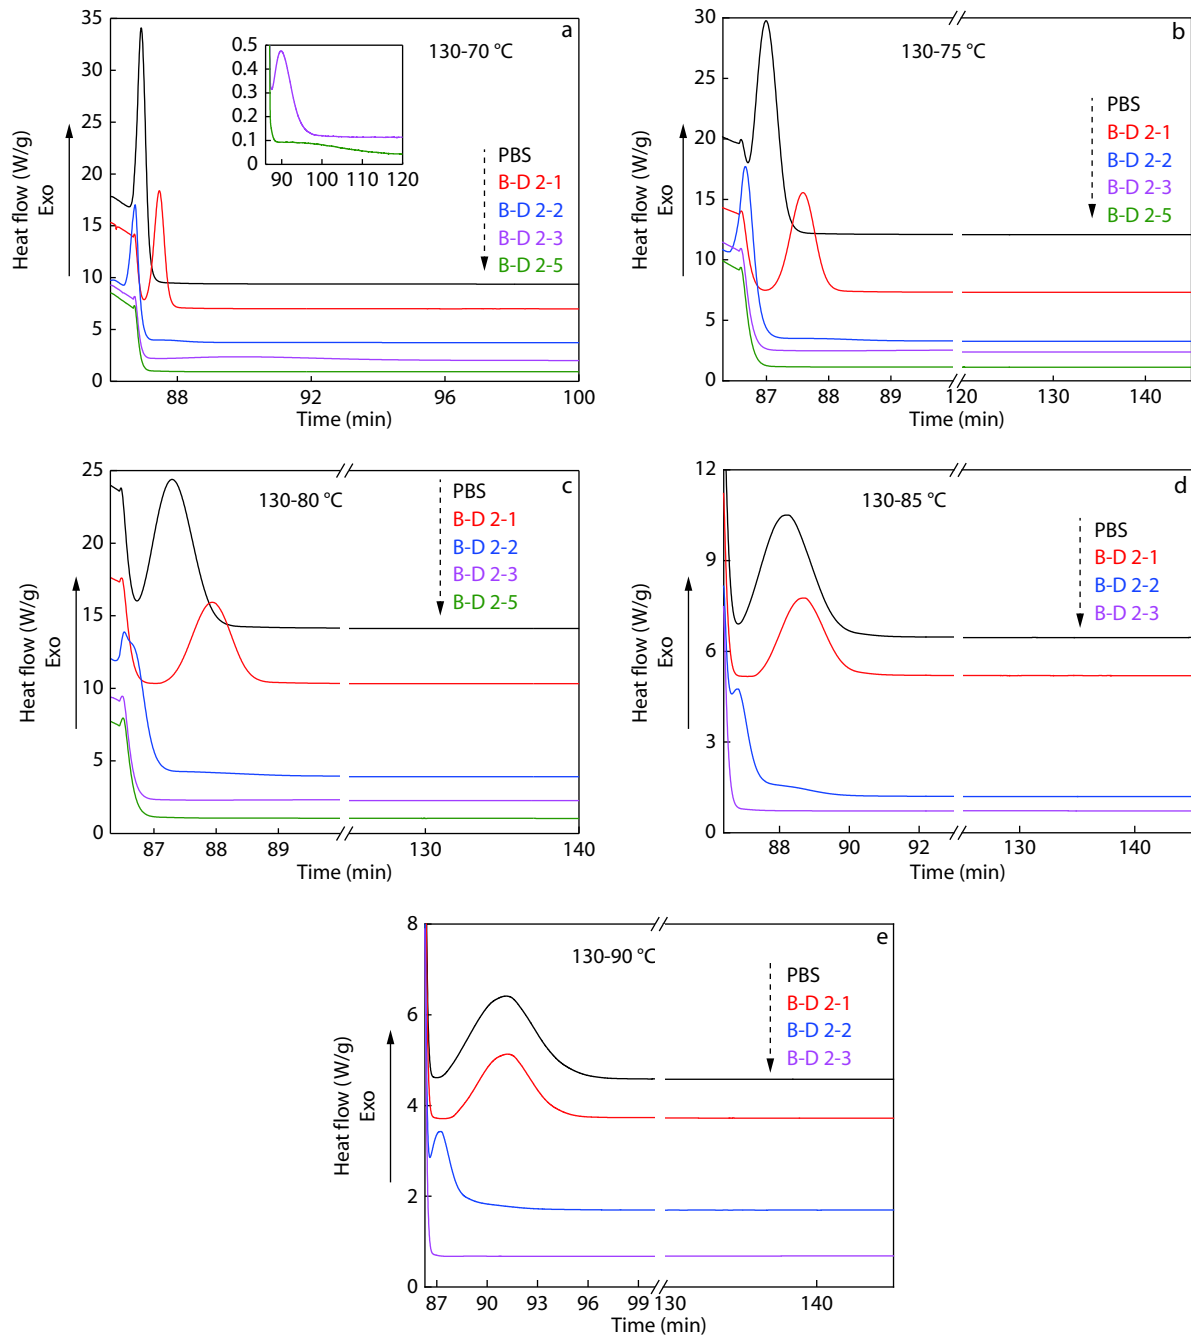 a
130-70 °C
Heat flow (W/g)
Exo
35
30
25
20
15
10
5
0
0.5
0.4
0.3
0.2
0.1
0
90 100 110 120
PBS
B-D 2-1
B-D 2-2
B-D 2-3
B-D 2-5
88 92 96 100
Time (min)
b
130-75 °C
Heat flow (W/g)
Exo
30
20
10
0
PBS
B-D 2-1
B-D 2-2
B-D 2-3
B-D 2-5
87 88 89 120 130 140
Time (min)
c
130-80 °C
Heat flow (W/g)
Exo
25
20
15
10
5
0
PBS
B-D 2-1
B-D 2-2
B-D 2-3
B-D 2-5
87 88 89 130 140
Time (min)
d
130-85 °C
Heat flow (W/g)
Exo
12
9
6
3
0
PBS
B-D 2-1
B-D 2-2
B-D 2-3
88 90 92 130 140
Time (min)
e
130-90 °C
Heat flow (W/g)
Exo
8
6
4
2
0
PBS
B-D 2-1
B-D 2-2
B-D 2-3
87 90 93 96 99 130 140
Time (min)